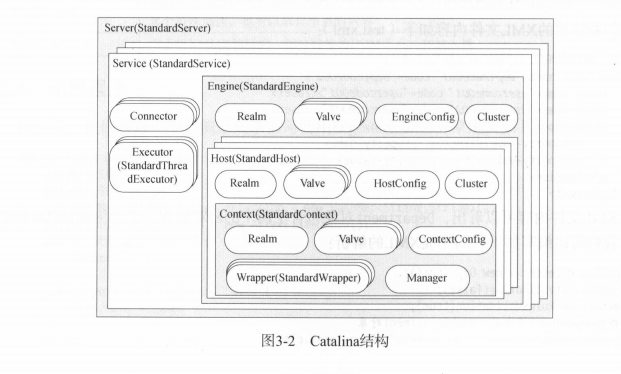 Server(StandardServer)
Service (StandardService)
Engine(StandardEngine)
Connector
Realm
Valve
EngineConfig
Cluster
Executor
(StandardThrea
dExecutor)
Host(StandardHost)
Realm
Valve
HostConfig
Cluster
Context(StandardContext)
Realm
Valve
ContextConfig
Wrapper(StandardWrapper)
Manager
图3-2 Catalina结构